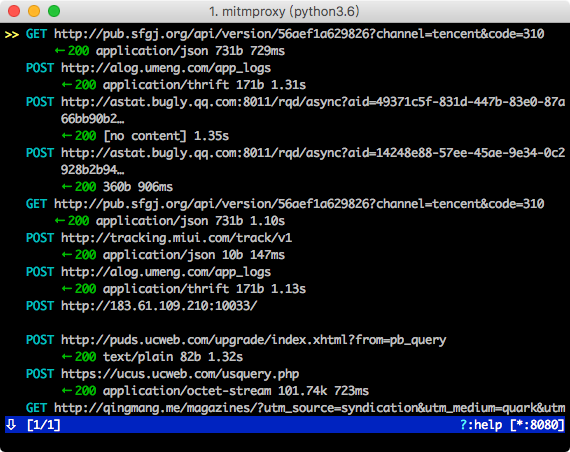 1. mitmproxy (python3.6)
>> GET http://pub.sfgj.org/api/version/56aef1a629826?channel=tencent&code=310
← 200 application/json 731b 729ms
POST http://alog.umeng.com/app_logs
← 200 application/thrift 171b 1.31s
POST http://astat.bugly.qq.com:8011/rqd/async?aid=49371c5f-831d-447b-83e0-87a
66bb90b2…
← 200 [no content] 1.35s
POST http://astat.bugly.qq.com:8011/rqd/async?aid=14248e88-57ee-45ae-9e34-0c2
928b2b94…
← 200 360b 906ms
GET http://pub.sfgj.org/api/version/56aef1a629826?channel=tencent&code=310
← 200 application/json 731b 1.10s
POST http://tracking.miui.com/track/v1
← 200 application/json 10b 147ms
POST http://alog.umeng.com/app_logs
← 200 application/thrift 171b 1.13s
POST http://183.61.109.210:10033/
POST http://puds.ucweb.com/upgrade/index.xhtml?from=pb_query
← 200 text/plain 82b 1.32s
POST https://ucus.ucweb.com/usquery.php
← 200 application/octet-stream 101.74k 723ms
GET http://qingmang.me/magazines/?utm_source=syndication&utm_medium=quark&utm
⇩ [1/1] ?:help [*:8080]